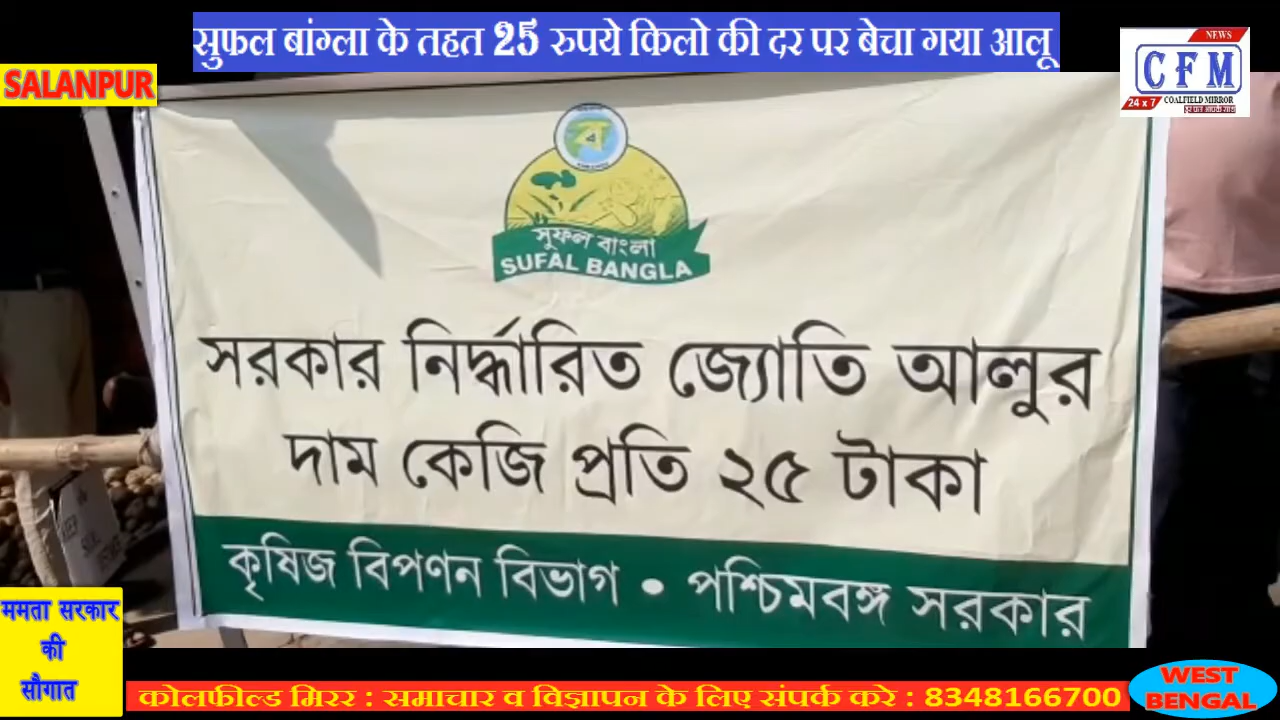 सुफल बांग्ला के तहत 25 रुपये किलो की दर पर बेचा गया आलू
NEWS
CFM
24 x 7 COALFIELD MIRROR
SALANPUR
সুফল বাংলা
SUFAL BANGLA
সরকার নির্দ্ধারিত জ্যোতি আলুর
দাম কেজি প্রতি ২৫ টাকা
কৃষিজ বিপণন বিভাগ • পশ্চিমবঙ্গ সরকার
ममता सरकार
की
सौगात
कोलफील्ड मिरर : समाचार व विज्ञापन के लिए संपर्क करे : 8348166700
WEST
BENGAL